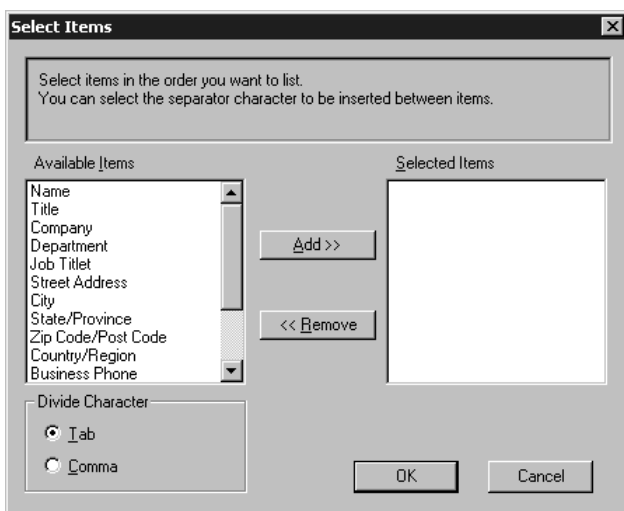 Select Items
Select items in the order you want to list.
You can select the separator character to be inserted between items.
Available Items
Selected Items
Name
Title
Company
Department
Job Titlet
Street Address
City
State/Province
Zip Code/Post Code
Country/Region
Business Phone
Add >>
<< Remove
Divide Character
Tab
Comma
OK
Cancel